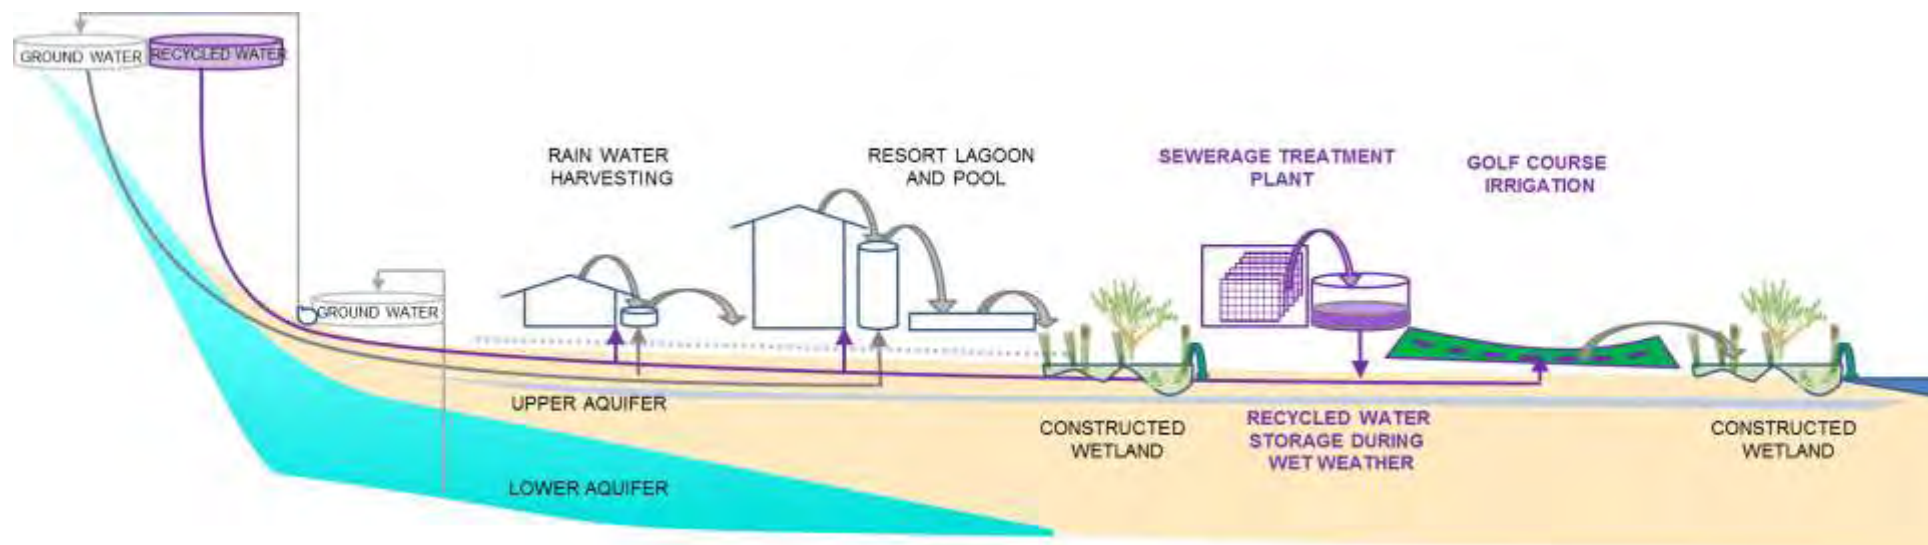 GROUND WATER
RECYCLED WATER
RAIN WATER
HARVESTING
RESORT LAGOON
AND POOL
SEWERAGE TREATMENT
PLANT
GOLF COURSE
IRRIGATION
GROUND WATER
UPPER AQUIFER
CONSTRUCTED
WETLAND
RECYCLED WATER
STORAGE DURING
WET WEATHER
CONSTRUCTED
WETLAND
LOWER AQUIFER